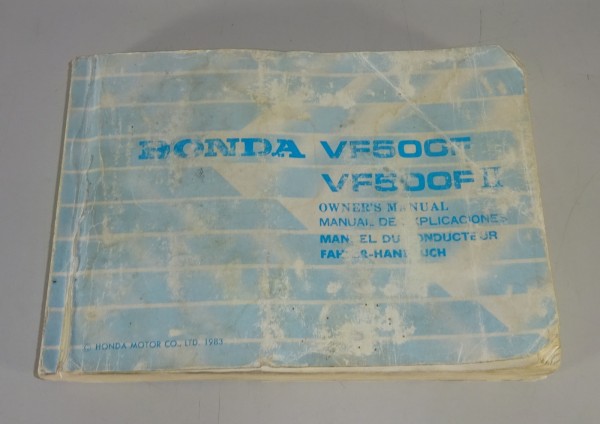 HONDA VF500F
VF500F II
OWNER'S MANUAL
MANUAL DE EXPLICACIONES
MANUEL DU CONDUCTEUR
FAHRER-HANDBUCH
© HONDA MOTOR CO., LTD. 1983